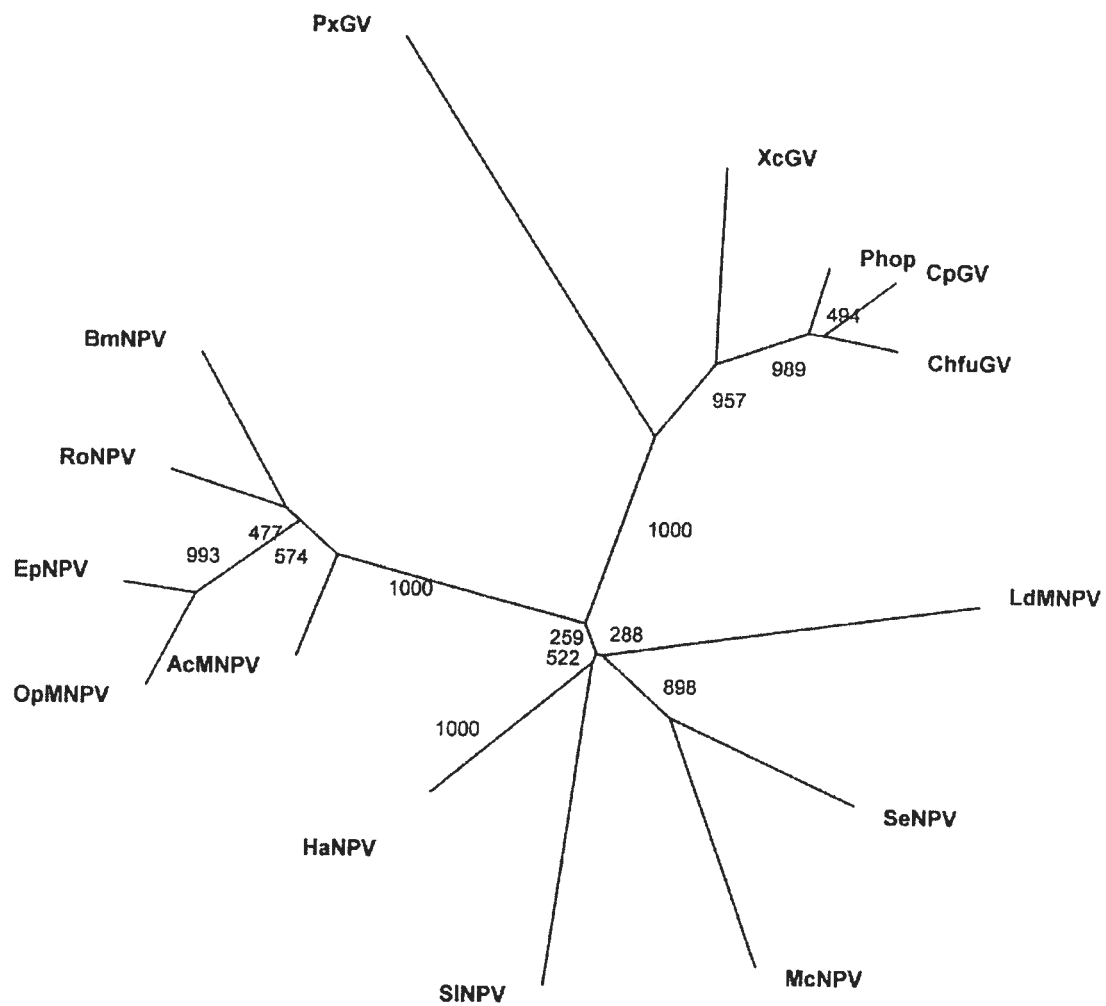 PxGV
XcGV
Phop
CpGV
494
ChfuGV
989
957
BmNPV
RoNPV
477
993
574
EpNPV
1000
1000
LdMNPV
259
288
522
AcMNPV
OpMNPV
898
1000
SeNPV
HaNPV
McNPV
SlNPV